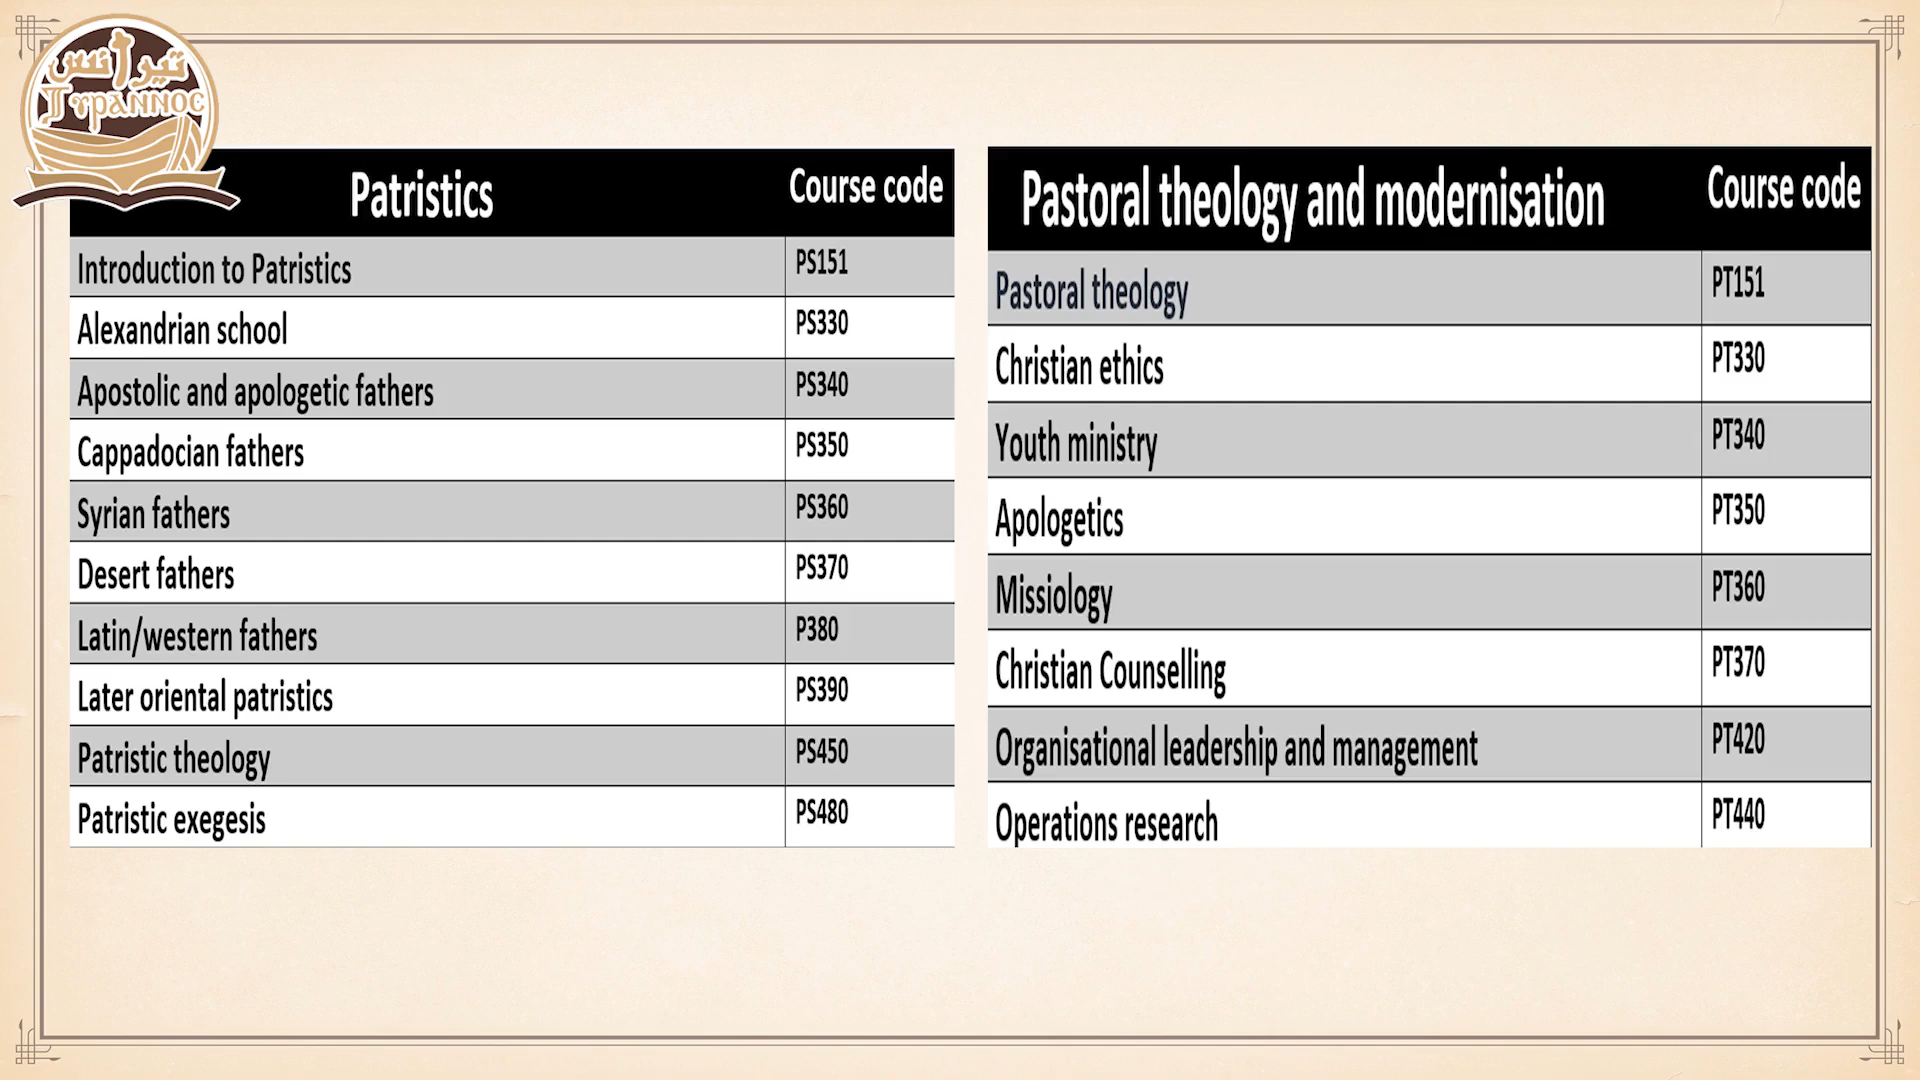 تيرانس
Τγραννος
Patristics Course code
Introduction to Patristics PS151
Alexandrian school PS330
Apostolic and apologetic fathers PS340
Cappadocian fathers PS350
Syrian fathers PS360
Desert fathers PS370
Latin/western fathers P380
Later oriental patristics PS390
Patristic theology PS450
Patristic exegesis PS480
Pastoral theology and modernisation Course code
Pastoral theology PT151
Christian ethics PT330
Youth ministry PT340
Apologetics PT350
Missiology PT360
Christian Counselling PT370
Organisational leadership and management PT420
Operations research PT440